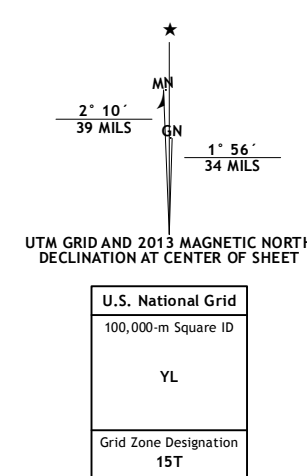 ★
MN
GN
2° 10´
39 MILS
1° 56´
34 MILS
UTM GRID AND 2013 MAGNETIC NORTH
DECLINATION AT CENTER OF SHEET
U.S. National Grid
100,000-m Square ID
YL
Grid Zone Designation
15T